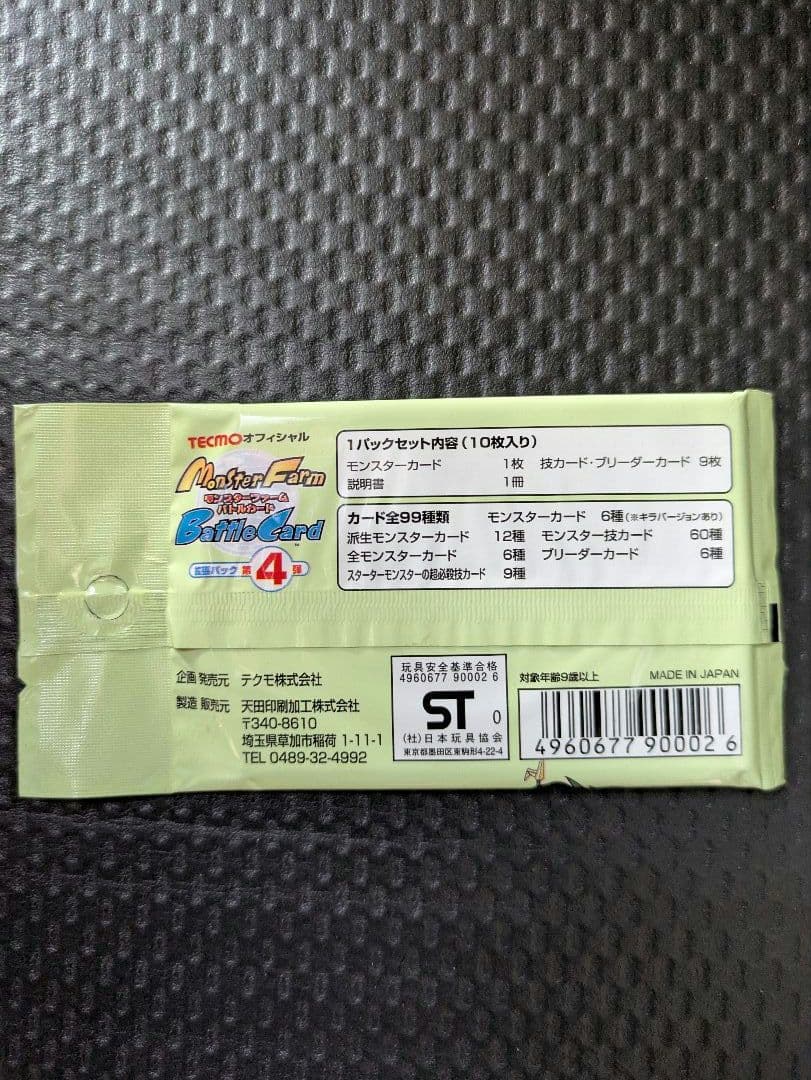 TECMOオフィシャル
Monster Farm
モンスターファーム
バトルカード
Battle Card
TM
拡張パック 第4弾
1パックセット内容(10枚入り)
モンスターカード 1枚 技カード・ブリーダーカード 9枚
説明書 1冊
カード全99種類 モンスターカード 6種(※キラバージョンあり)
派生モンスターカード 12種 モンスター技カード 60種
全モンスターカード 6種 ブリーダーカード 6種
スターターモンスターの超必殺技カード 9種
企画 発売元 テクモ株式会社
製造 販売元 天田印刷加工株式会社
〒340-8610
埼玉県草加市稲荷 1-11-1
TEL 0489-32-4992
玩具安全基準合格
4960677 90002 6
ST 0
(社)日本玩具協会
東京都墨田区東駒形4-22-4
対象年齢9歳以上 MADE IN JAPAN
4960677 900026